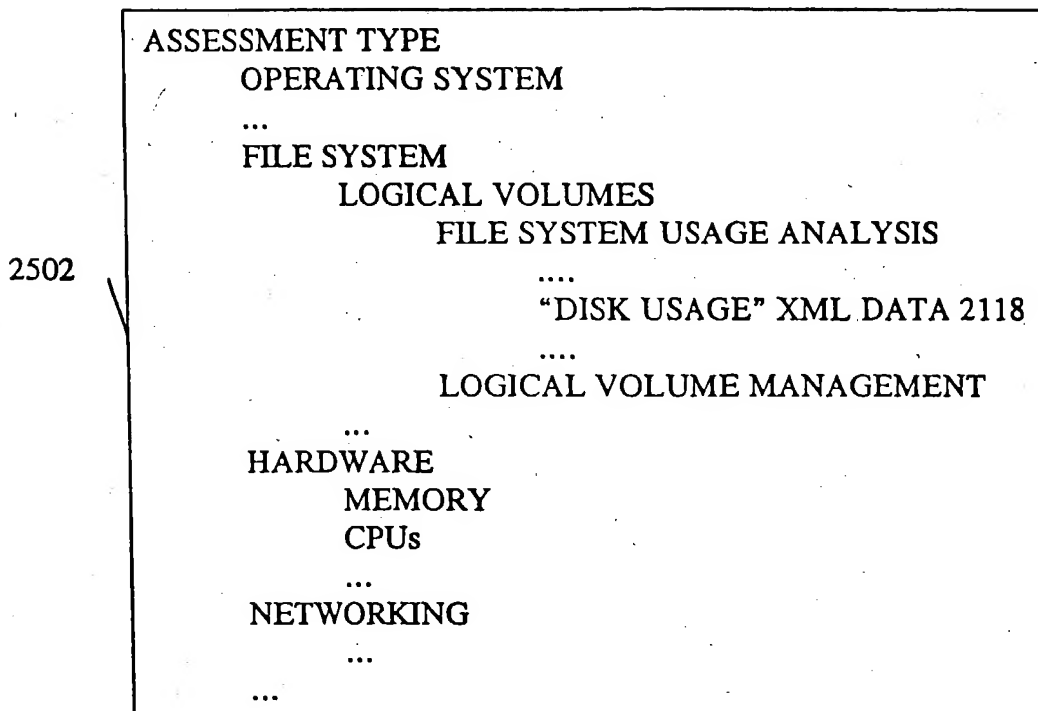 ASSESSMENT TYPE
OPERATING SYSTEM
...
FILE SYSTEM
LOGICAL VOLUMES
FILE SYSTEM USAGE ANALYSIS
2502
....
"DISK USAGE" XML DATA 2118
....
LOGICAL VOLUME MANAGEMENT
...
HARDWARE
MEMORY
CPUs
...
NETWORKING
...
...